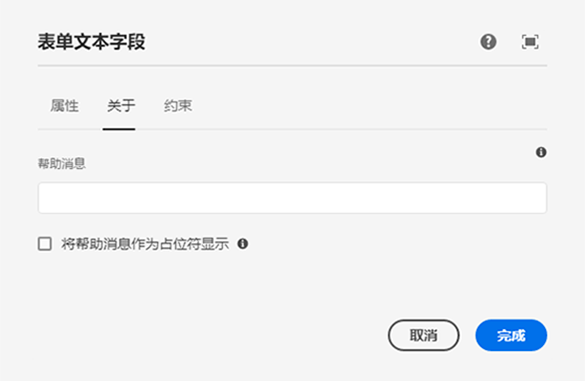 表单文本字段
属性 关于 约束
帮助消息
将帮助消息作为占位符显示
取消 完成